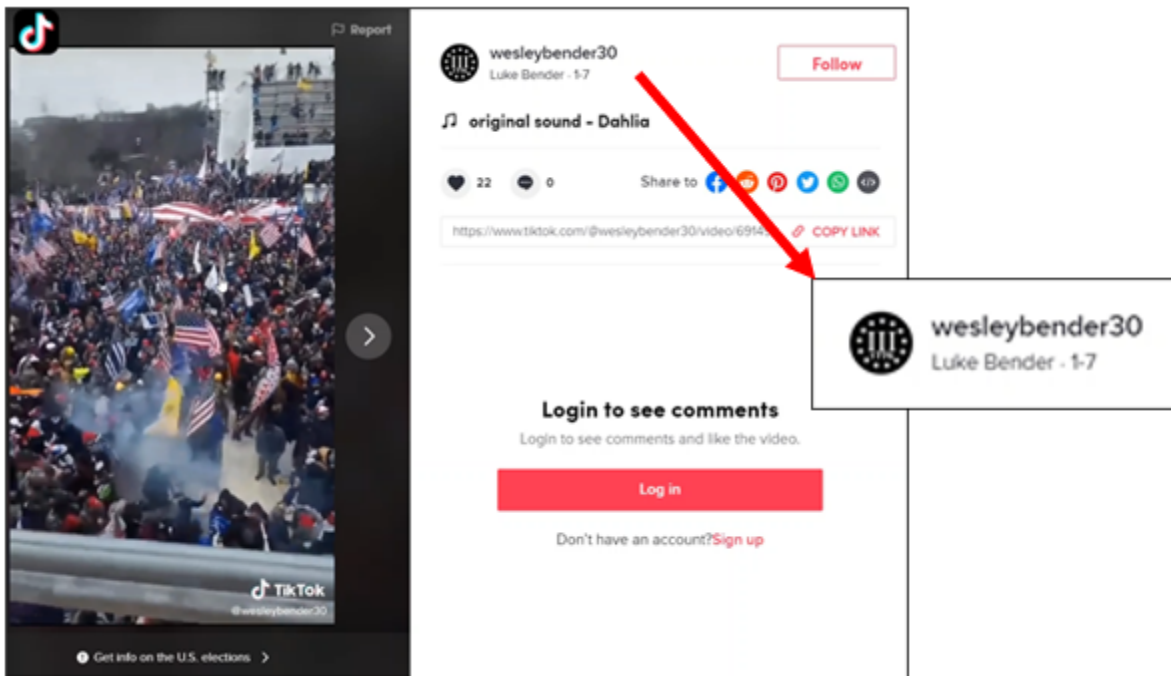 Report
wesleybender30
Luke Bender · 1-7
Follow
original sound - Dahlia
22
0
Share to
https://www.tiktok.com/@wesleybender30/video/69149
COPY LINK
wesleybender30
Luke Bender · 1-7
Login to see comments
Login to see comments and like the video.
Log in
Don't have an account?Sign up
TikTok
@wesleybender30
Get info on the U.S. elections